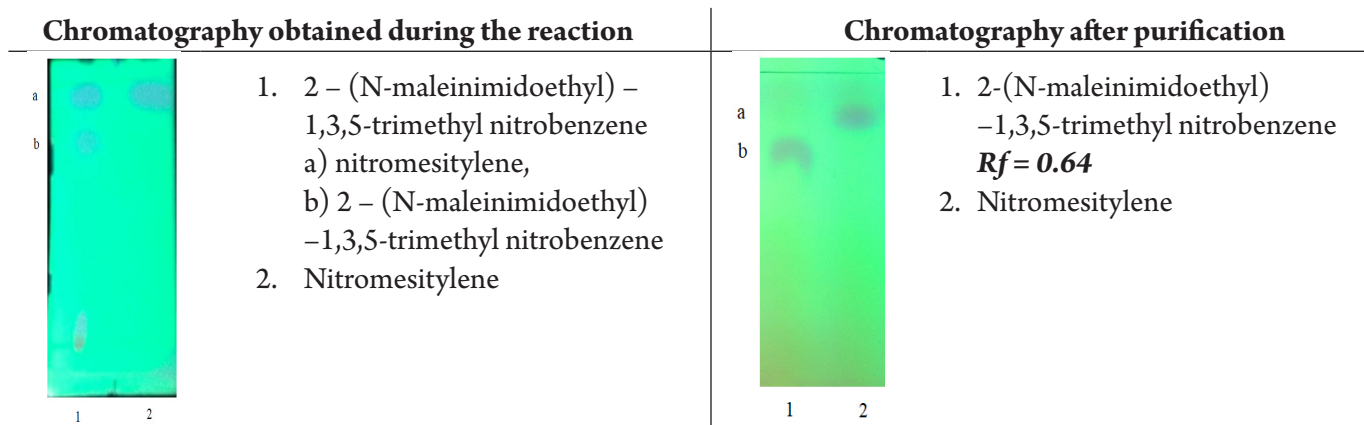 Chromatography obtained during the reaction
a
b
1 2
1. 2 – (N-maleinimidoethyl) –
1,3,5-trimethyl nitrobenzene
a) nitromesitylene,
b) 2 – (N-maleinimidoethyl)
–1,3,5-trimethyl nitrobenzene
2. Nitromesitylene
Chromatography after purification
a
b
1 2
1. 2-(N-maleinimidoethyl)
–1,3,5-trimethyl nitrobenzene
Rf = 0.64
2. Nitromesitylene